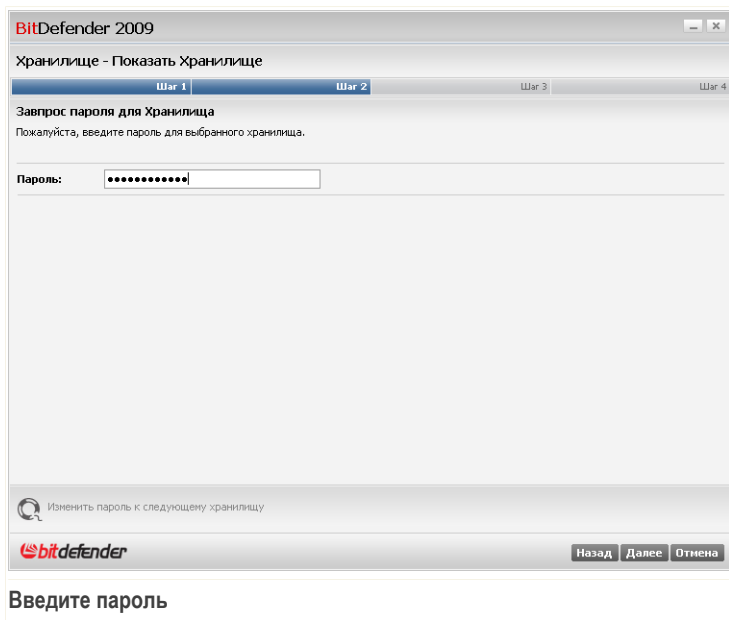 BitDefender 2009
Хранилище - Показать Хранилище
Шаг 1 Шаг 2 Шаг 3 Шаг 4
Завпрос пароля для Хранилища
Пожалуйста, введите пароль для выбранного хранилища.
Пароль: ●●●●●●●●●●●●
Изменить пароль к следующему хранилищу
bitdefender
Назад Далее Отмена
Введите пароль